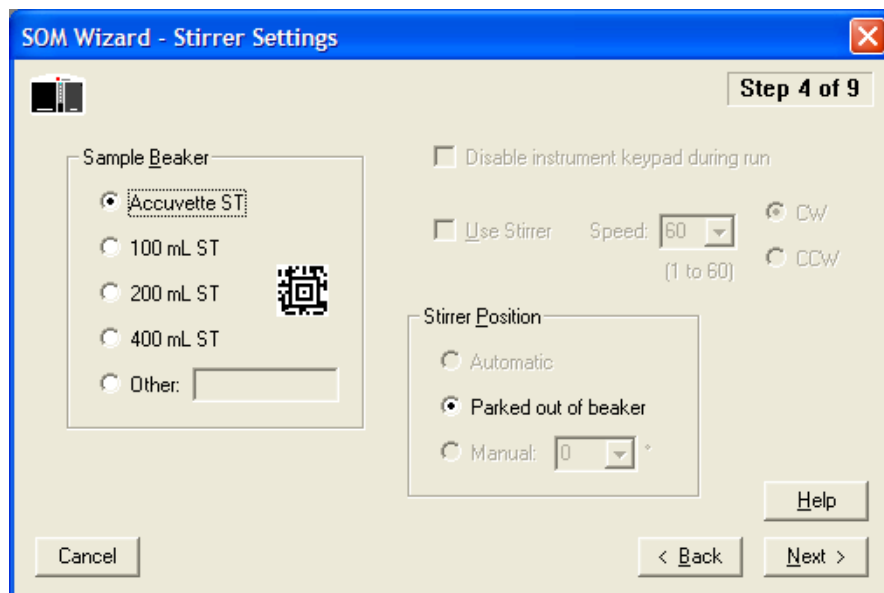 SOM Wizard - Stirrer Settings
Step 4 of 9
Sample Beaker
Accuvette ST
100 mL ST
200 mL ST
400 mL ST
Other:
Disable instrument keypad during run
Use Stirrer Speed: 60 CW
(1 to 60) CCW
Stirrer Position
Automatic
Parked out of beaker
Manual: 0 °
Help
Cancel < Back Next >